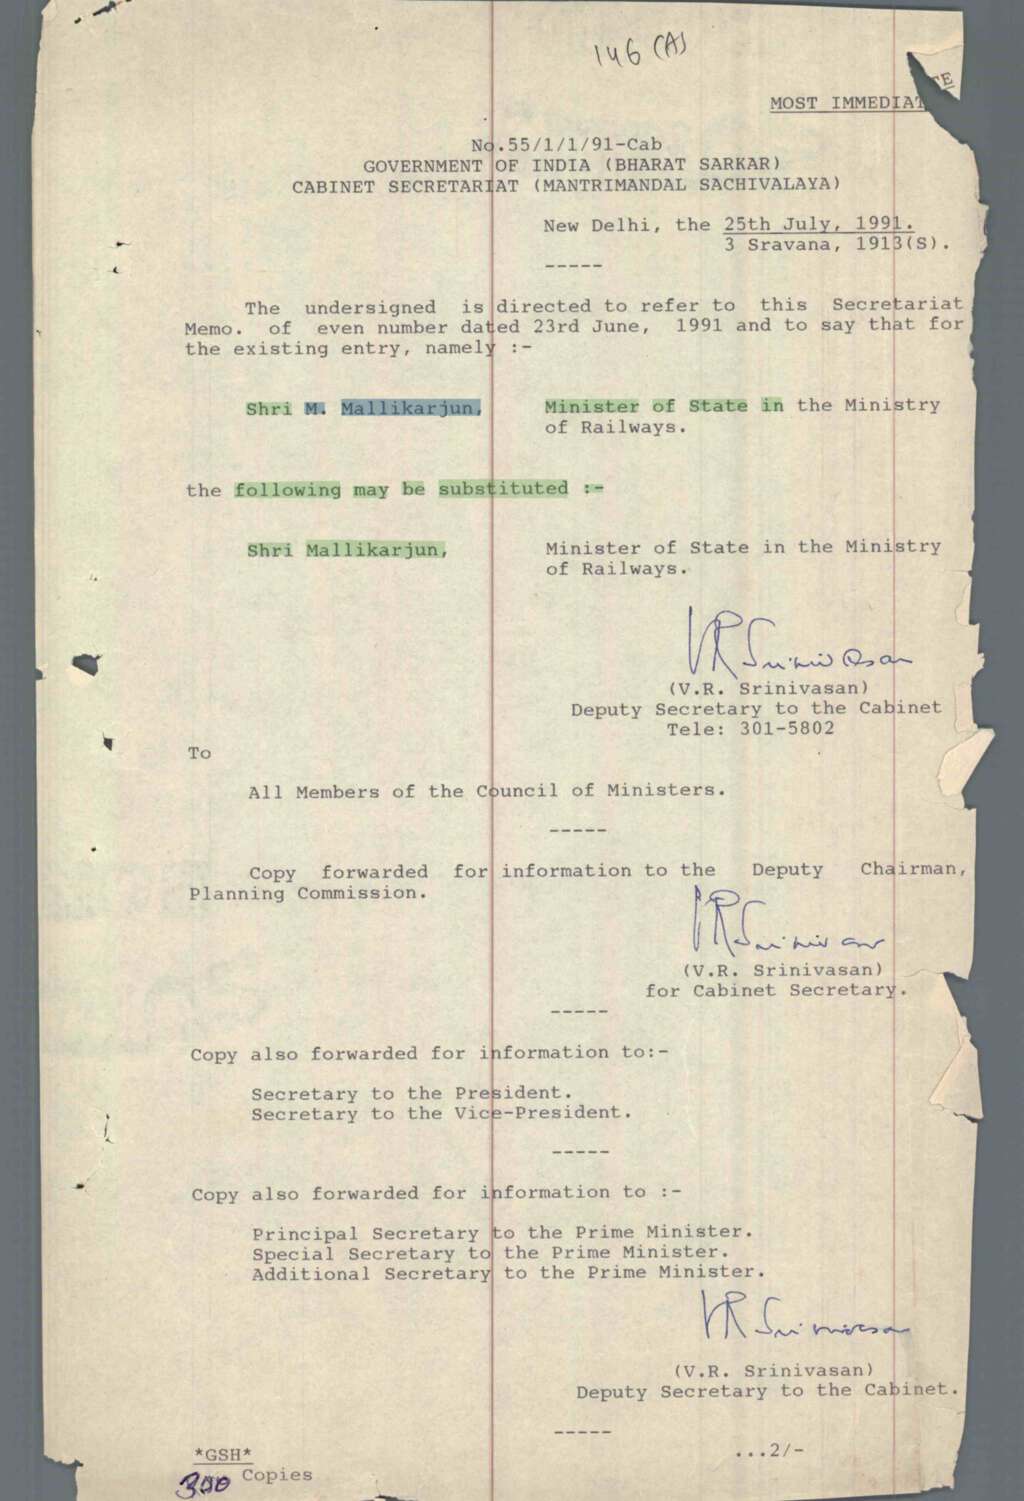 146 (A)
TE
MOST IMMEDIAT
No.55/1/1/91-Cab
GOVERNMENT OF INDIA (BHARAT SARKAR)
CABINET SECRETARIAT (MANTRIMANDAL SACHIVALAYA)
New Delhi, the 25th July, 1991.
3 Sravana, 1913(S).
-----
The undersigned is directed to refer to this Secretariat
Memo. of even number dated 23rd June, 1991 and to say that for
the existing entry, namely :-
Shri M. Mallikarjun, Minister of State in the Ministry
of Railways.
the following may be substituted :-
Shri Mallikarjun, Minister of State in the Ministry
of Railways.
VR Srinivasan
(V.R. Srinivasan)
Deputy Secretary to the Cabinet
Tele: 301-5802
To
All Members of the Council of Ministers.
-----
Copy forwarded for information to the Deputy Chairman,
Planning Commission.
VR Srinivasan
(V.R. Srinivasan)
for Cabinet Secretary.
-----
Copy also forwarded for information to:-
Secretary to the President.
Secretary to the Vice-President.
-----
Copy also forwarded for information to :-
Principal Secretary to the Prime Minister.
Special Secretary to the Prime Minister.
Additional Secretary to the Prime Minister.
VR Srinivasan
(V.R. Srinivasan)
Deputy Secretary to the Cabinet.
-----
...2/-
*GSH*
300 Copies